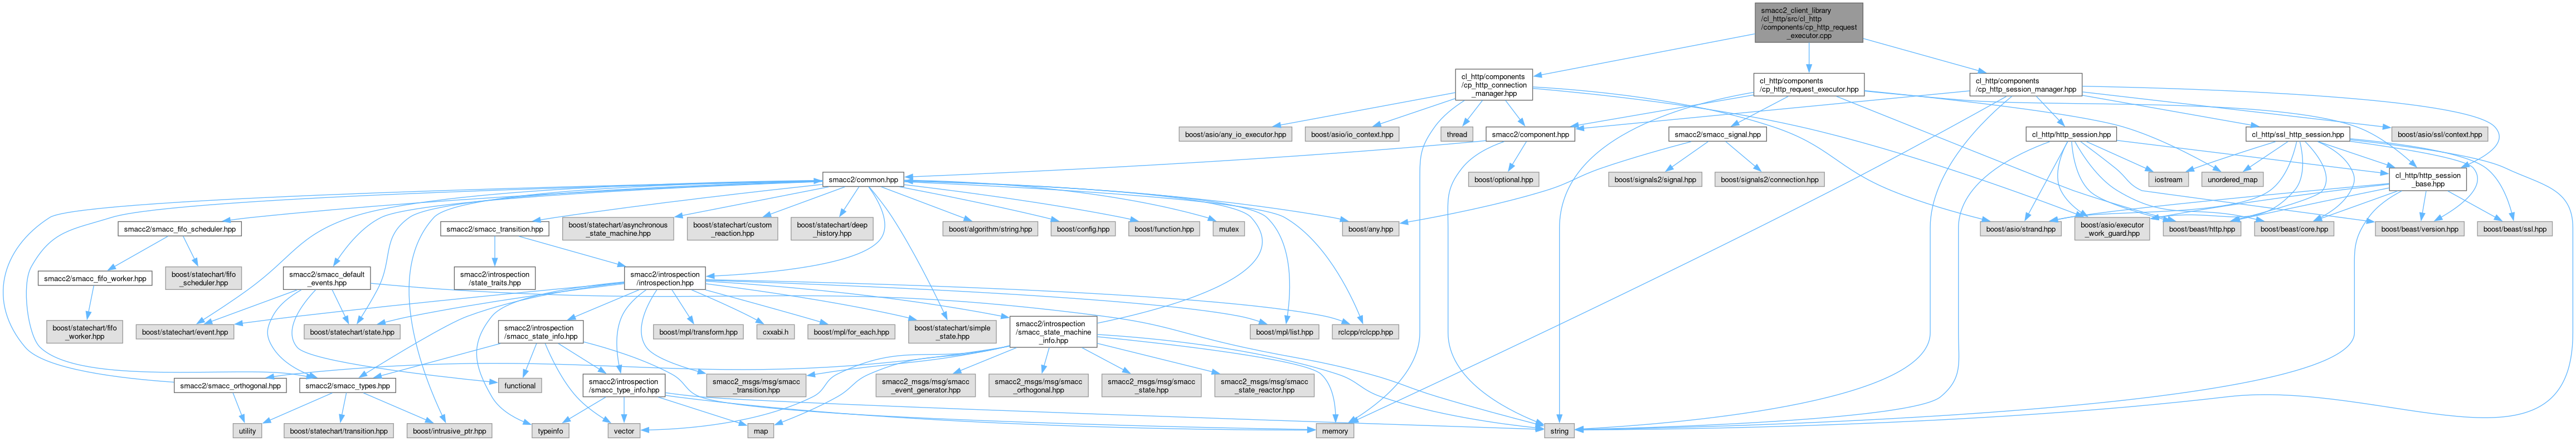 smacc2_client_library
/cl_http/src/cl_http
/components/cp_http_request
_executor.cpp
cl_http/components
/cp_http_connection
_manager.hpp
cl_http/components
/cp_http_request_executor.hpp
cl_http/components
/cp_http_session_manager.hpp
boost/asio/any_io_executor.hpp
boost/asio/io_context.hpp
thread
smacc2/component.hpp
smacc2/smacc_signal.hpp
cl_http/http_session.hpp
cl_http/ssl_http_session.hpp
boost/asio/ssl/context.hpp
smacc2/common.hpp
boost/optional.hpp
boost/signals2/signal.hpp
boost/signals2/connection.hpp
iostream
unordered_map
cl_http/http_session
_base.hpp
smacc2/smacc_fifo_scheduler.hpp
smacc2/smacc_transition.hpp
boost/statechart/asynchronous
_state_machine.hpp
boost/statechart/custom
_reaction.hpp
boost/statechart/deep
_history.hpp
boost/algorithm/string.hpp
boost/config.hpp
boost/function.hpp
mutex
boost/any.hpp
boost/asio/strand.hpp
boost/asio/executor
_work_guard.hpp
boost/beast/http.hpp
boost/beast/core.hpp
boost/beast/version.hpp
boost/beast/ssl.hpp
smacc2/smacc_fifo_worker.hpp
boost/statechart/fifo
_scheduler.hpp
smacc2/smacc_default
_events.hpp
smacc2/introspection
/state_traits.hpp
smacc2/introspection
/introspection.hpp
boost/statechart/fifo
_worker.hpp
boost/statechart/event.hpp
boost/statechart/state.hpp
smacc2/introspection
/smacc_state_info.hpp
boost/mpl/transform.hpp
cxxabi.h
boost/mpl/for_each.hpp
boost/statechart/simple
_state.hpp
smacc2/introspection
/smacc_state_machine
_info.hpp
boost/mpl/list.hpp
rclcpp/rclcpp.hpp
smacc2/smacc_orthogonal.hpp
smacc2/smacc_types.hpp
functional
smacc2/introspection
/smacc_type_info.hpp
smacc2_msgs/msg/smacc
_transition.hpp
smacc2_msgs/msg/smacc
_event_generator.hpp
smacc2_msgs/msg/smacc
_orthogonal.hpp
smacc2_msgs/msg/smacc
_state.hpp
smacc2_msgs/msg/smacc
_state_reactor.hpp
utility
boost/statechart/transition.hpp
boost/intrusive_ptr.hpp
typeinfo
vector
map
memory
string